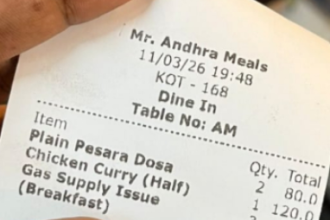 Mr. Andhra Meals
11/03/26 19:48
KOT - 168
Dine In
Table No: AM
Item Qty. Total
Plain Pesara Dosa 2 80.0
Chicken Curry (Half) 1 120.0
Gas Supply Issue
(Breakfast)